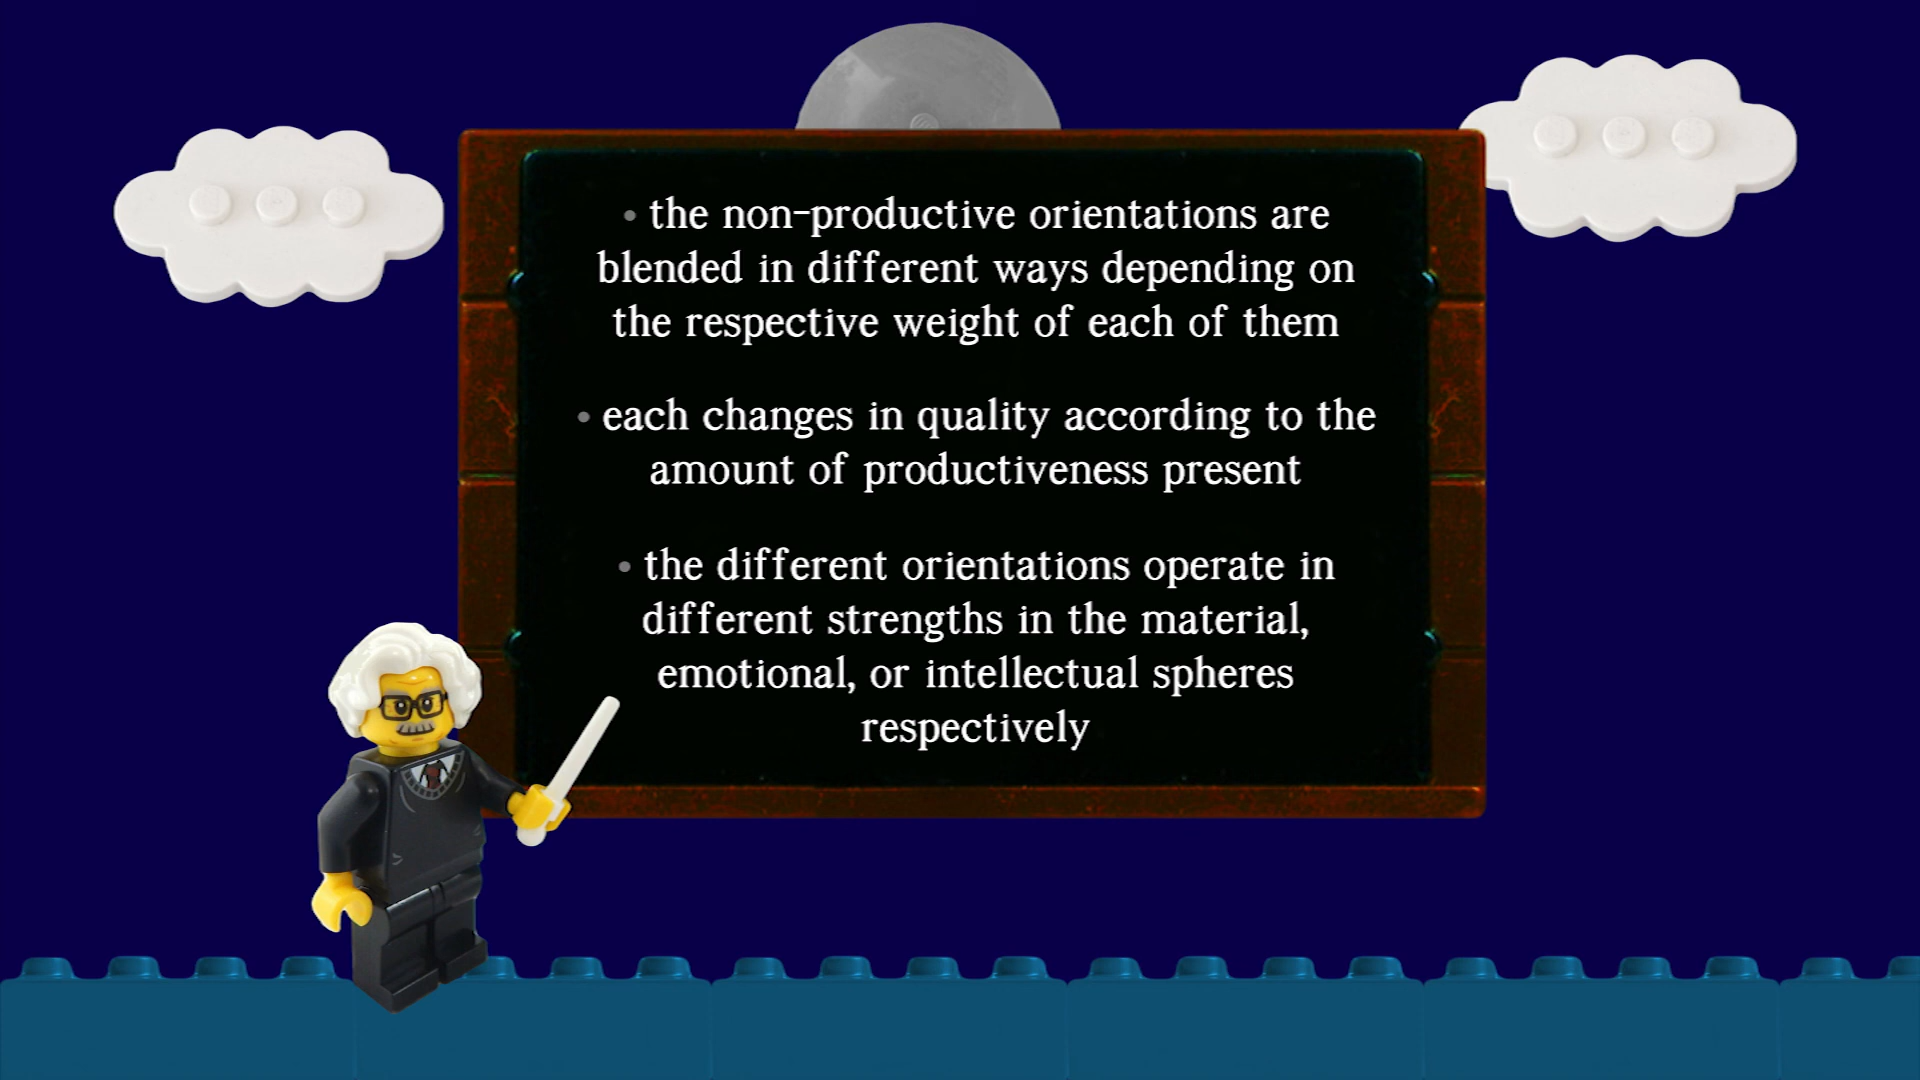 • the non-productive orientations are
blended in different ways depending on
the respective weight of each of them
• each changes in quality according to the
amount of productiveness present
• the different orientations operate in
different strengths in the material,
emotional, or intellectual spheres
respectively